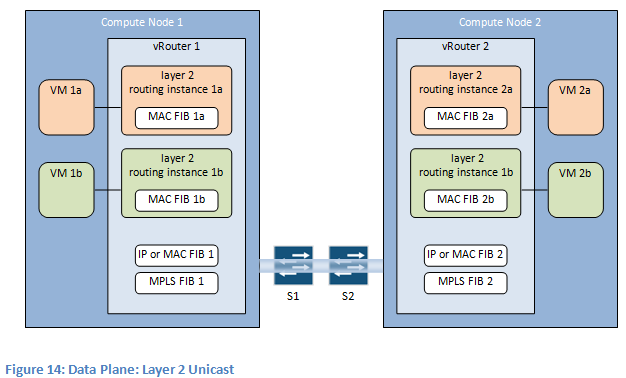 Compute Node 1
vRouter 1
VM 1a
layer 2
routing instance 1a
MAC FIB 1a
VM 1b
layer 2
routing instance 1b
MAC FIB 1b
IP or MAC FIB 1
MPLS FIB 1
S1
S2
Compute Node 2
vRouter 2
layer 2
routing instance 2a
MAC FIB 2a
VM 2a
layer 2
routing instance 1b
MAC FIB 2b
VM 2b
IP or MAC FIB 2
MPLS FIB 2
Figure 14: Data Plane: Layer 2 Unicast